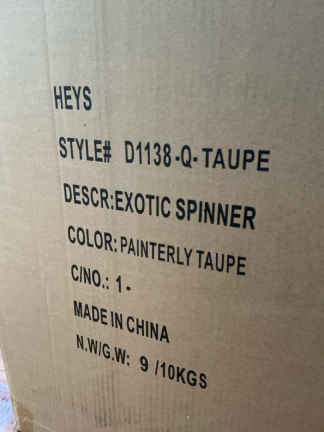 HEYS
STYLE# D1138-Q-TAUPE
DESCR:EXOTIC SPINNER
COLOR: PAINTERLY TAUPE
C/NO.: 1-
MADE IN CHINA
N.W/G.W: 9 /10KGS